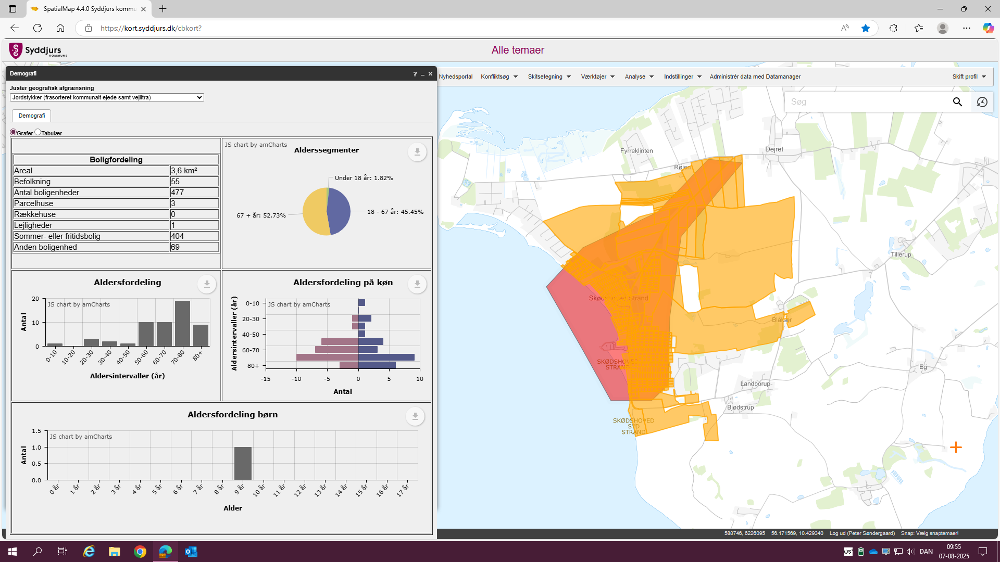 SpatialMap 4.4.0 Syddjurs kommu
https://kort.syddjurs.dk/cbkort?
Syddjurs
KOMMUNE
Alle temaer
Demografi
?
Nyhedsportal
Konfliktsøg
Skitsetegning
Værktøjer
Analyse
Indstillinger
Administrér data med Datamanager
Skift profil
Juster geografisk afgrænsning
Jordstykker (frasorteret kommunalt ejede samt vejlitra)
Søg
Demografi
Grafer
Tabulær
Boligfordeling
Areal 3,6 km²
Befolkning 55
Antal boligenheder 477
Parcelhuse 3
Rækkehuse 0
Lejligheder 1
Sommer- eller fritidsbolig 404
Anden boligenhed 69
JS chart by amCharts
Alderssegmenter
Under 18 år: 1.82%
67 + år: 52.73%
18 - 67 år: 45.45%
Aldersfordeling
JS chart by amCharts
Antal
20
10
0
0-10
10-20
20-30
30-40
40-50
50-60
60-70
70-80
80+
Aldersintervaller (år)
Aldersfordeling på køn
JS chart by amCharts
Aldersintervaller (år)
0-10
20-30
40-50
60-70
80+
-15
-10
-5
0
5
10
Antal
Aldersfordeling børn
JS chart by amCharts
Antal
1.5
1.0
0.5
0.0
0 år
1 år
2 år
3 år
4 år
5 år
6 år
7 år
8 år
9 år
10 år
11 år
12 år
13 år
14 år
15 år
16 år
17 år
Alder
Fyrreklinten
Dejret
Røjen
Tillerup
Strand
Blåkær
SKØDSHOVED
STRAND
Eg
Landborup
Bjødstrup
SKØDSHOVED
SYD
STRAND
588746, 6226095
56.171569, 10.429340
Log ud (Peter Søndergaard)
Snap: Vælg snaptemaer!
DAN
09:55
07-08-2025